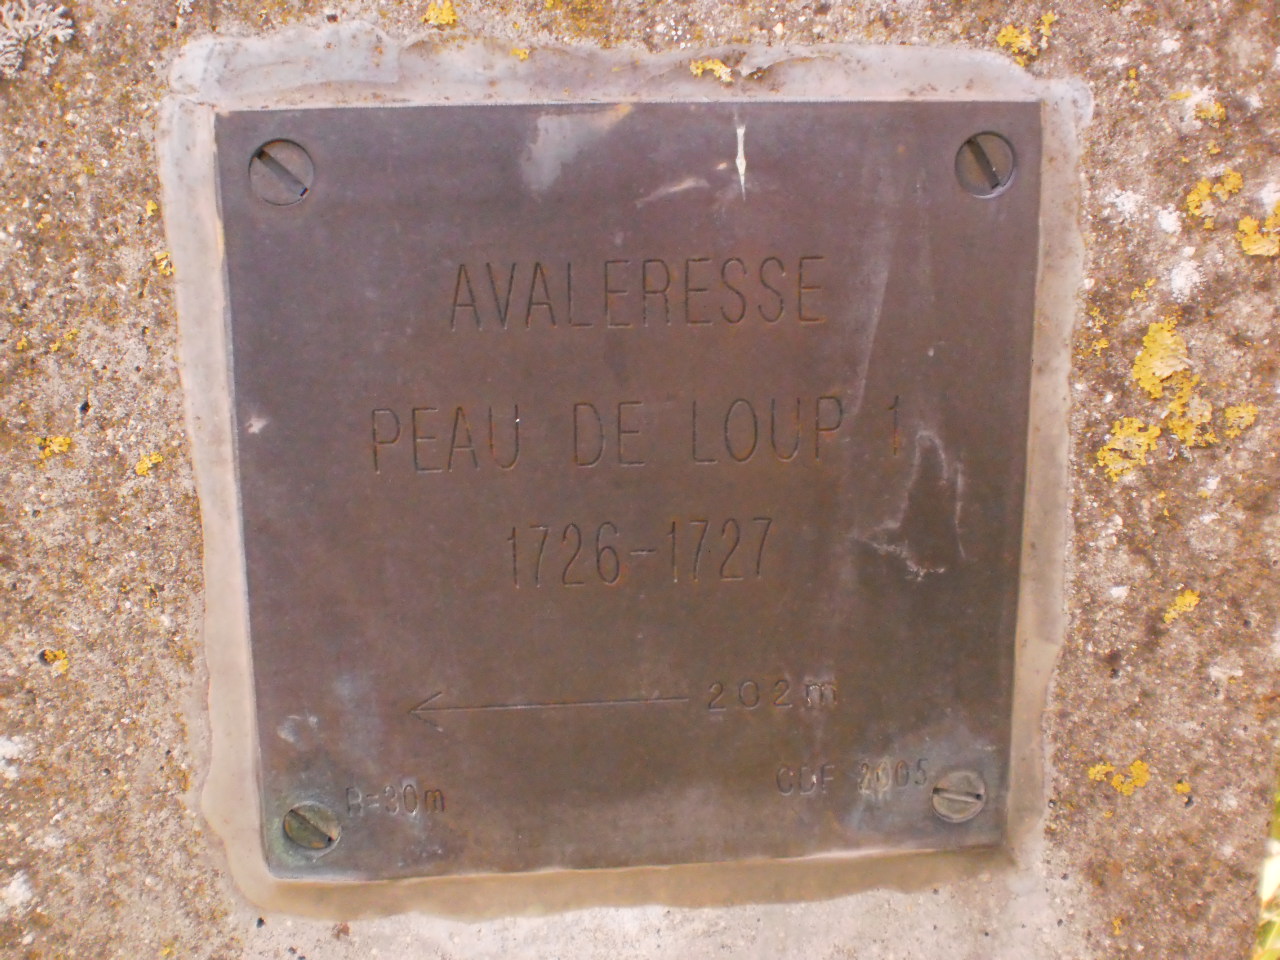 AVALERESSE
PEAU DE LOUP 1
1726-1727
202m
R=30m
CDF 2005